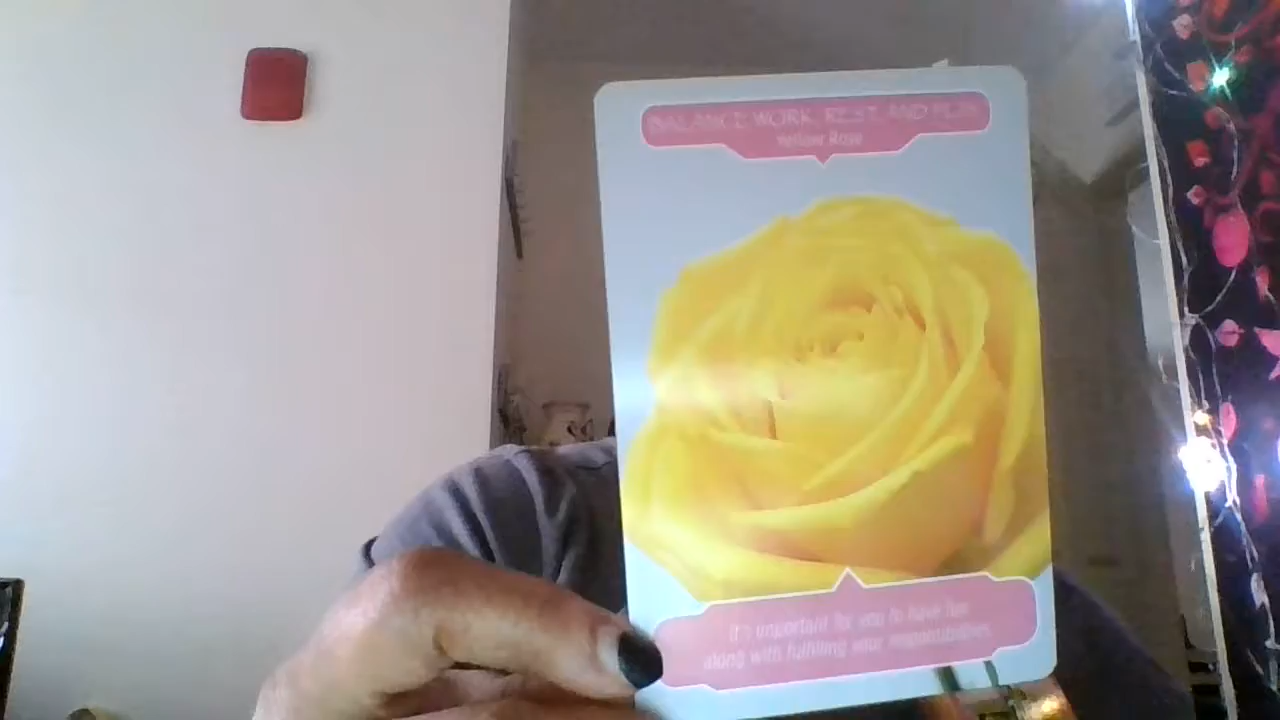 BALANCE WORK, REST, AND PLAY
Yellow Rose
It's important for you to have fun
along with fulfilling your responsibilities.